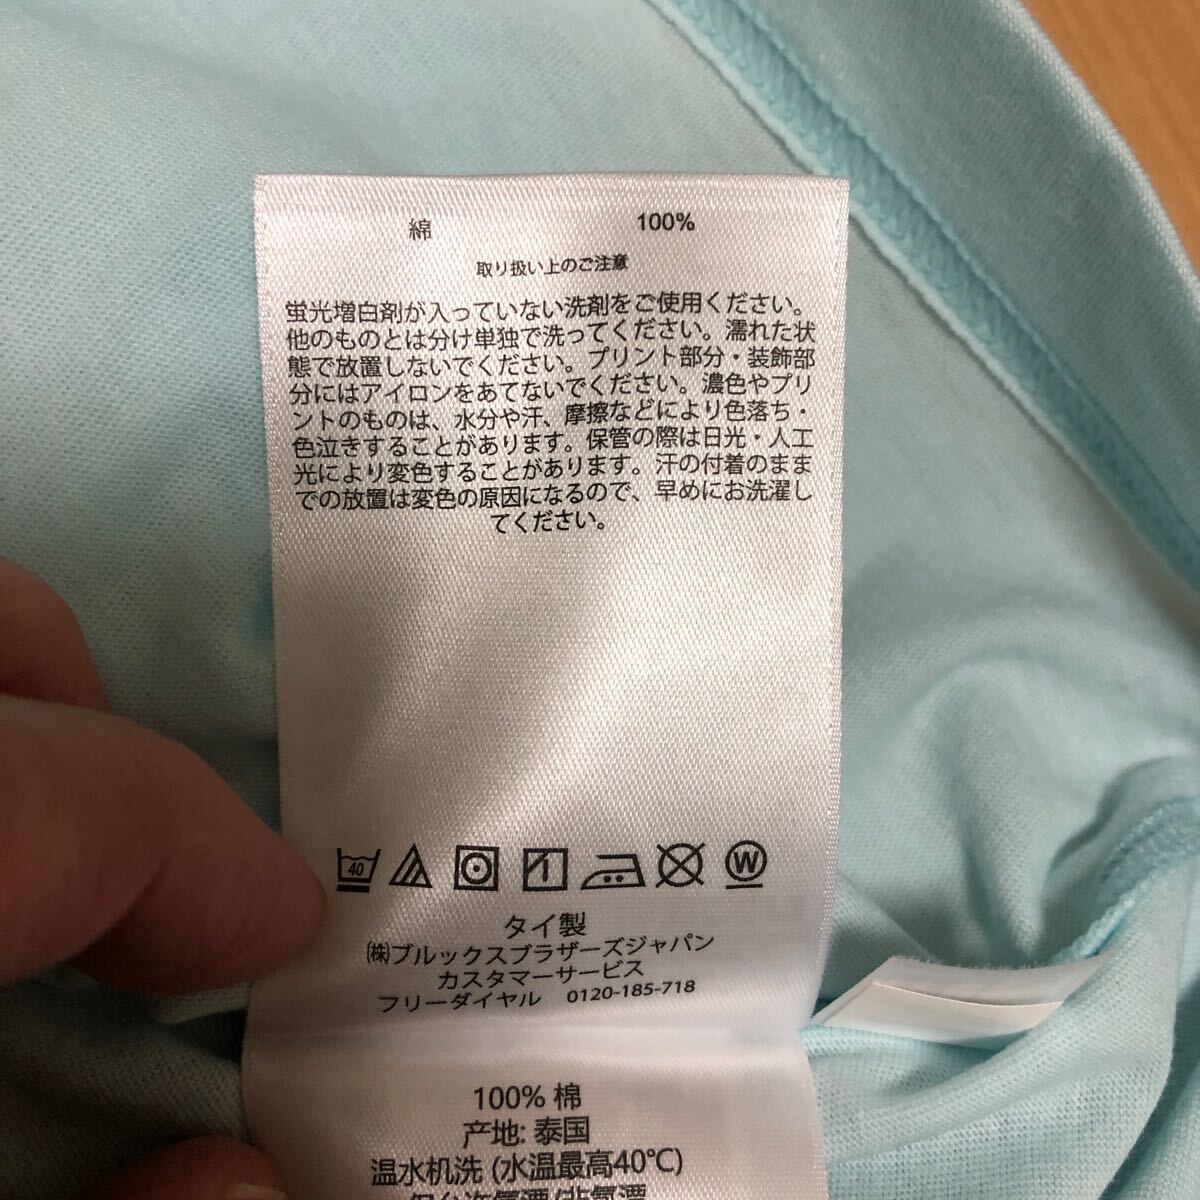 綿 100%
取り扱い上のご注意
蛍光増白剤が入っていない洗剤をご使用ください。
他のものとは分け単独で洗ってください。濡れた状
態で放置しないでください。プリント部分・装飾部
分にはアイロンをあてないでください。濃色やプリ
ントのものは、水分や汗、摩擦などにより色落ち・
色泣きすることがあります。保管の際は日光・人工
光により変色することがあります。汗の付着のまま
での放置は変色の原因になるので、早めにお洗濯し
てください。
40 W
タイ製
㈱ブルックスブラザーズジャパン
カスタマーサービス
フリーダイヤル 0120-185-718
100% 棉
产地: 泰国
温水机洗 (水温最高40℃)
仅允许氧漂/非氯漂